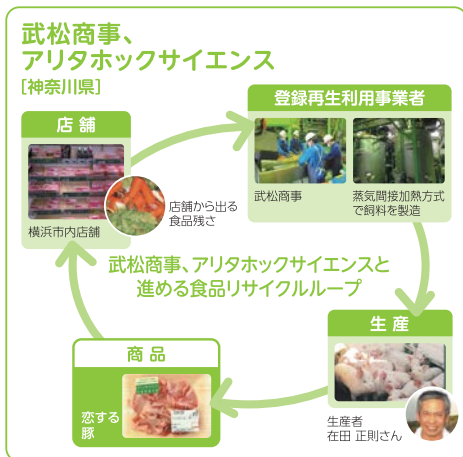 武松商事、
アリタホックサイエンス
[神奈川県]
店舗
横浜市内店舗
店舗から出る
食品残さ
登録再生利用事業者
武松商事
蒸気間接加熱方式
で飼料を製造
武松商事、アリタホックサイエンスと
進める食品リサイクルループ
生産
生産者
在田 正則さん
商品
恋する
豚